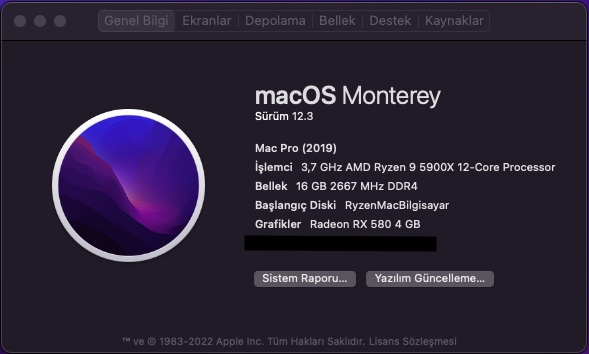 Genel Bilgi Ekranlar Depolama Bellek Destek Kaynaklar
macOS Monterey
Sürüm 12.3
Mac Pro (2019)
İşlemci 3,7 GHz AMD Ryzen 9 5900X 12-Core Processor
Bellek 16 GB 2667 MHz DDR4
Başlangıç Diski RyzenMacBilgisayar
Grafikler Radeon RX 580 4 GB
Sistem Raporu... Yazılım Güncelleme...
™ ve © 1983-2022 Apple Inc. Tüm Hakları Saklıdır. Lisans Sözleşmesi